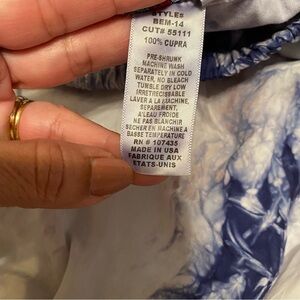 STYLE#
BEM-14
CUT# 55111
100% CUPRA
PRE-SHRUNK
MACHINE WASH
SEPARATELY IN COLD
WATER. NO BLEACH
TUMBLE DRY LOW
IRRETRECISSABLE
LAVER A LA MACHINE,
SEPAREMENT,
A'LEAU FROIDE
NE PAS BLANCHIR
SECHER EN MACHINE A
BASSE TEMPERATURE
RN # 107435
MADE IN USA
FABRIQUE AUX
ETATS-UNIS